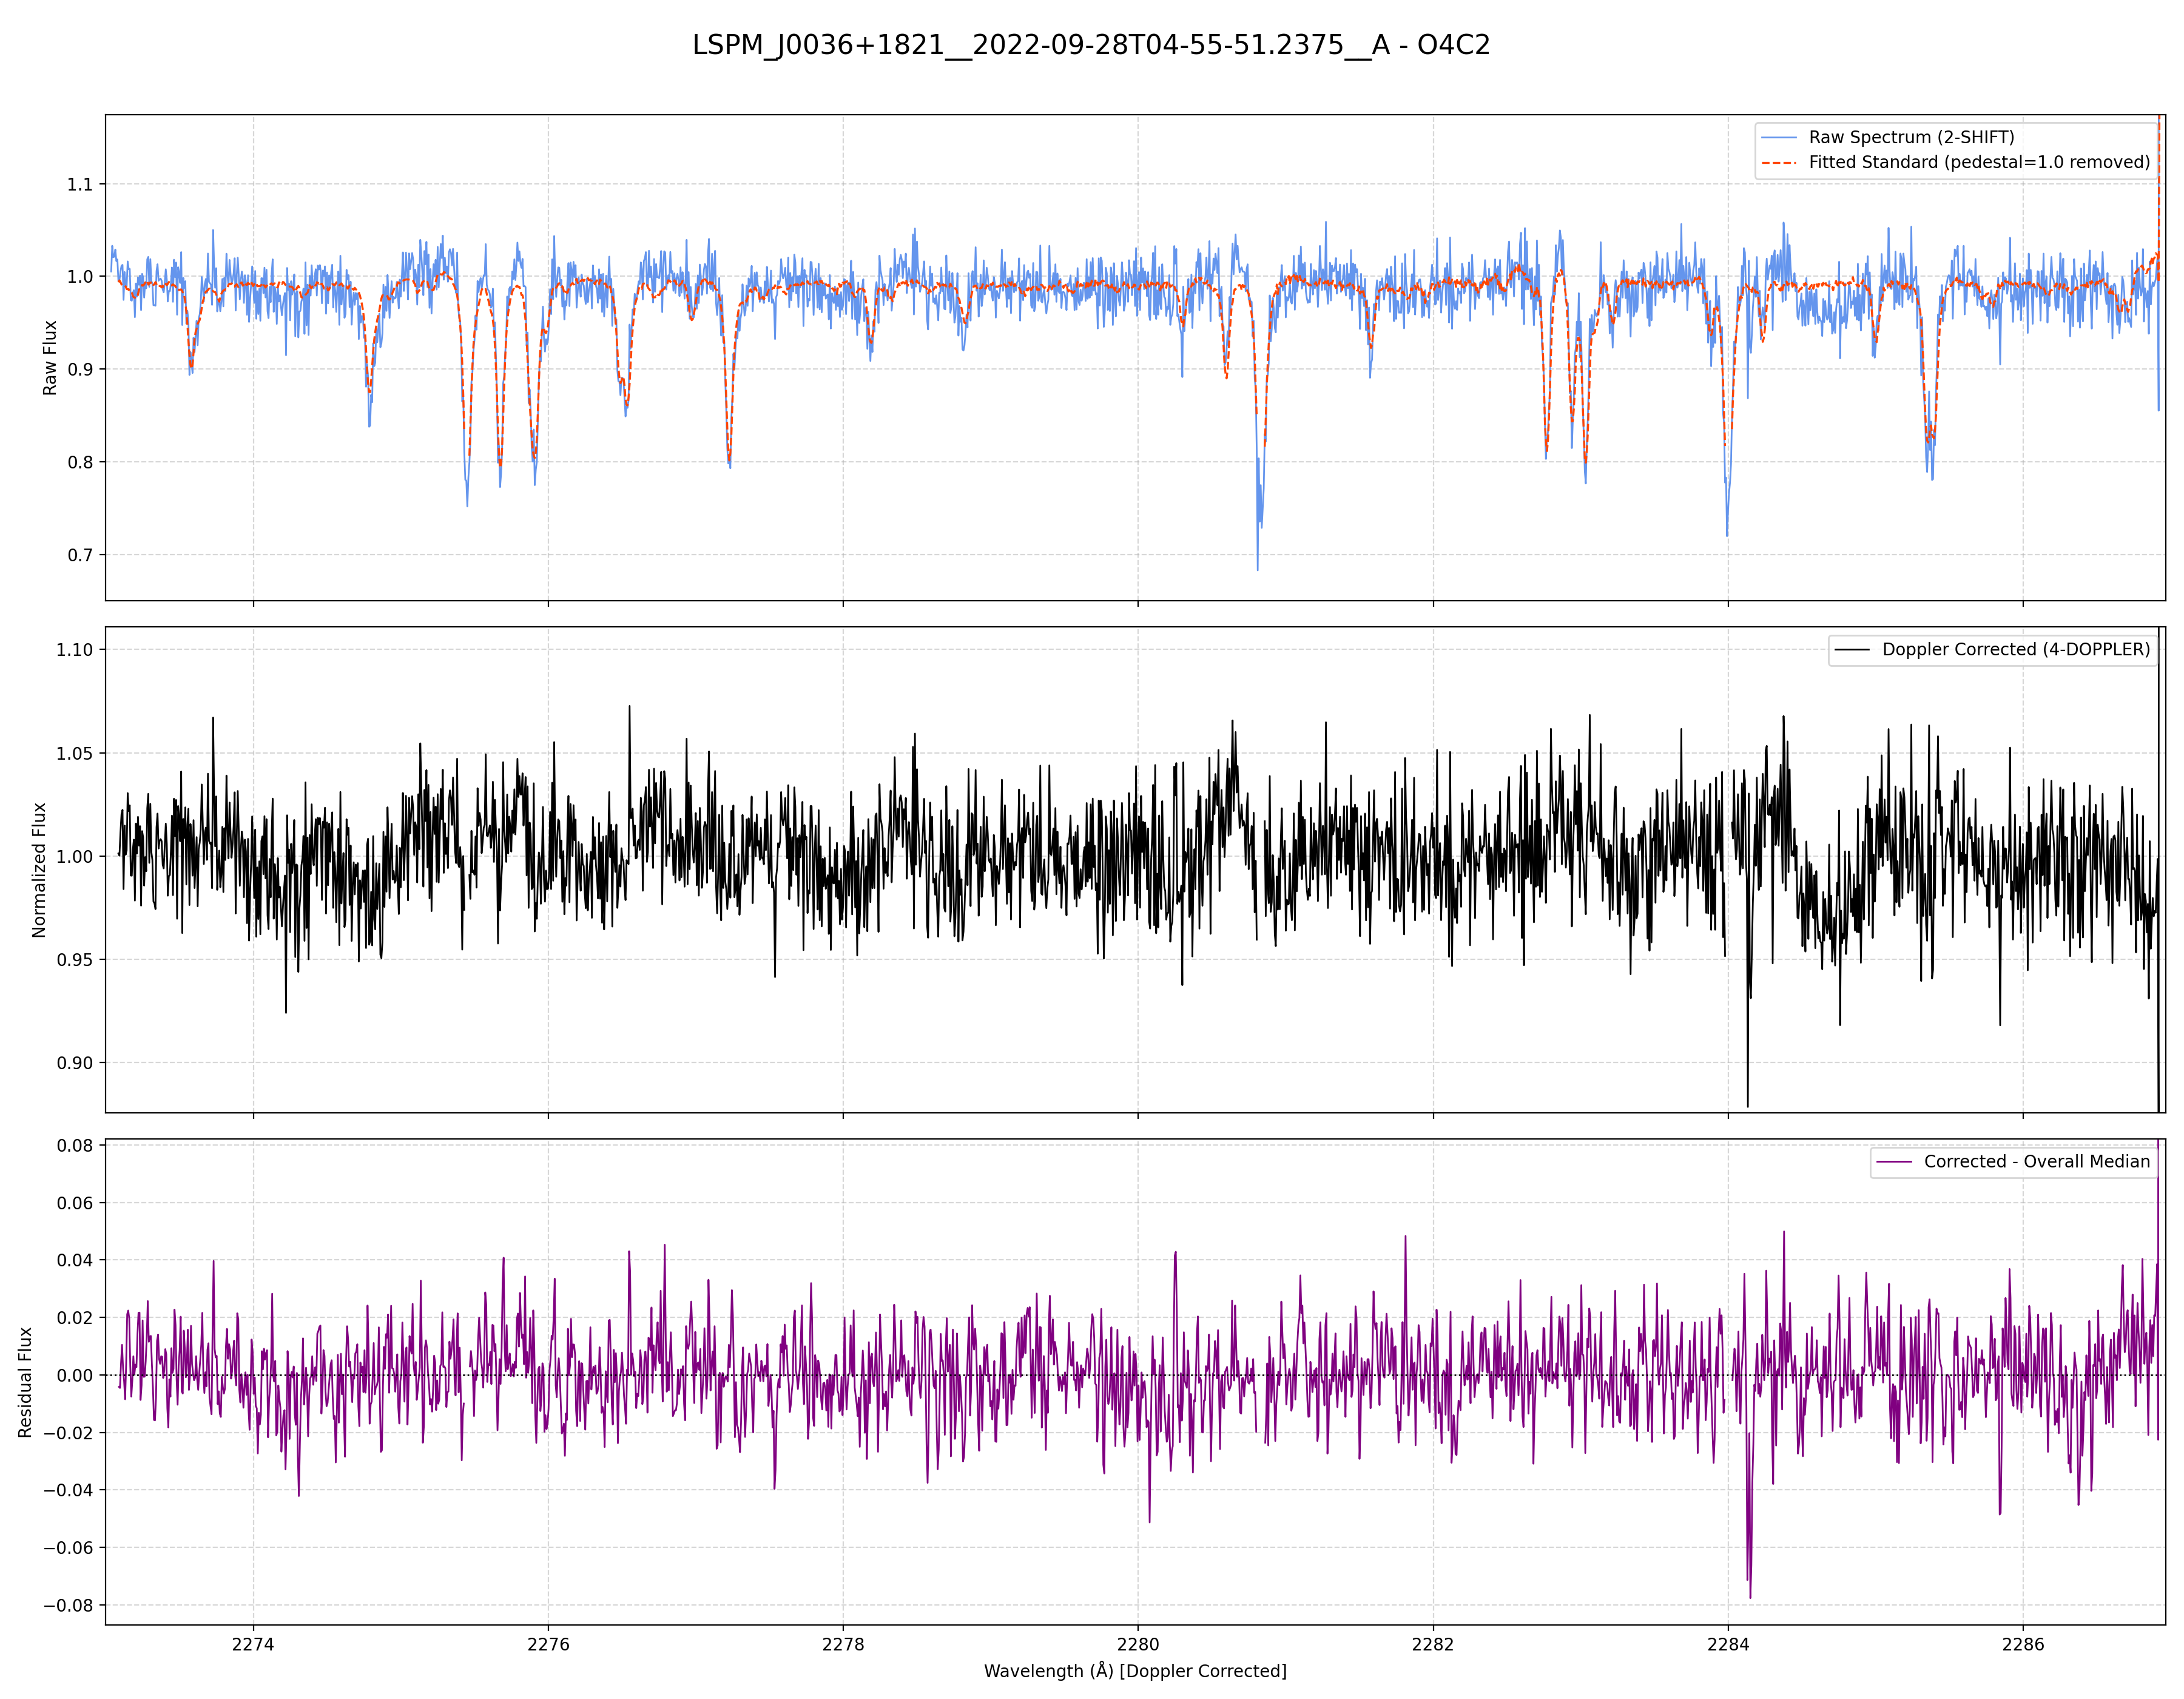 LSPM_J0036+1821__2022-09-28T04-55-51.2375__A - O4C2
Raw Spectrum (2-SHIFT)
Fitted Standard (pedestal=1.0 removed)
1.1
1.0
0.9
0.8
0.7
Raw Flux
Doppler Corrected (4-DOPPLER)
1.10
1.05
1.00
0.95
0.90
Normalized Flux
Corrected - Overall Median
0.08
0.06
0.04
0.02
0.00
−0.02
−0.04
−0.06
−0.08
Residual Flux
2274 2276 2278 2280 2282 2284 2286
Wavelength (Å) [Doppler Corrected]